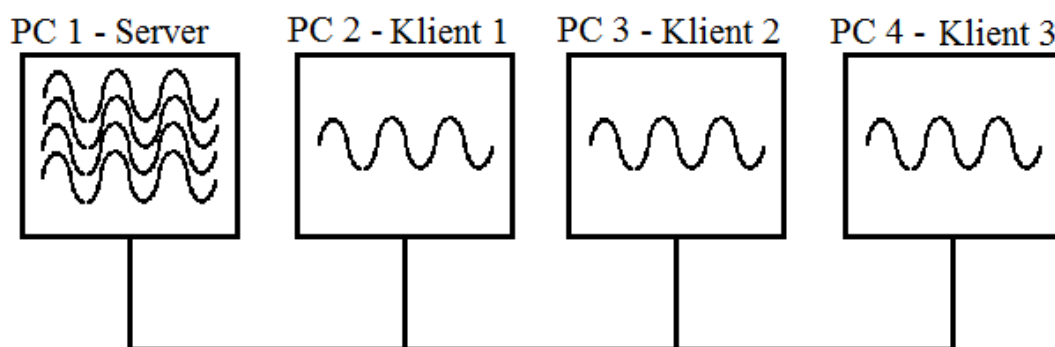 PC 1 - Server
PC 2 - Klient 1
PC 3 - Klient 2
PC 4 - Klient 3